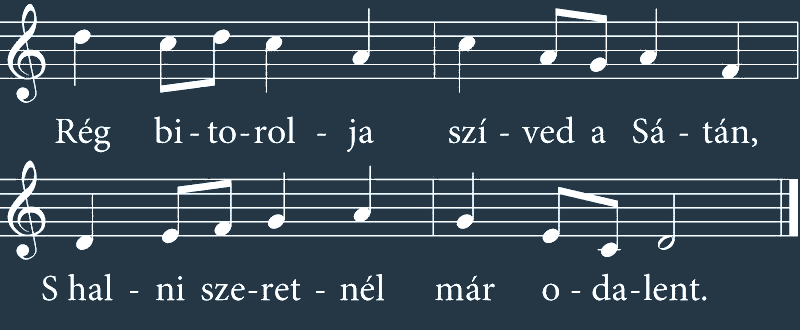 Rég bi - to - rol - ja szí - ved a Sá - tán,
S hal - ni sze - ret - nél már o - da - lent.